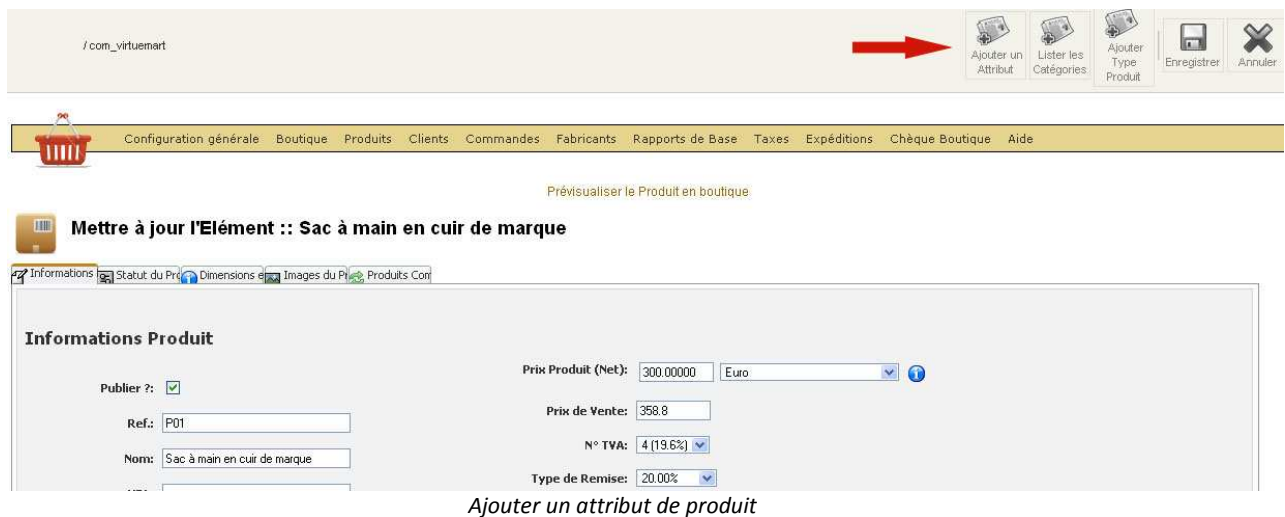 / com_virtuemart
Ajouter un Attribut
Lister les Catégories
Ajouter Type Produit
Enregistrer
Annuler
Configuration générale Boutique Produits Clients Commandes Fabricants Rapports de Base Taxes Expéditions Chèque Boutique Aide
Prévisualiser le Produit en boutique
Mettre à jour l'Elément :: Sac à main en cuir de marque
Informations Statut du Pro Dimensions e Images du Pr Produits Com
Informations Produit
Publier ?:
Ref.: P01
Nom: Sac à main en cuir de marque
Prix Produit (Net): 300.00000 Euro
Prix de Vente: 358.8
N° TVA: 4 (19.6%)
Type de Remise: 20.00%
Ajouter un attribut de produit